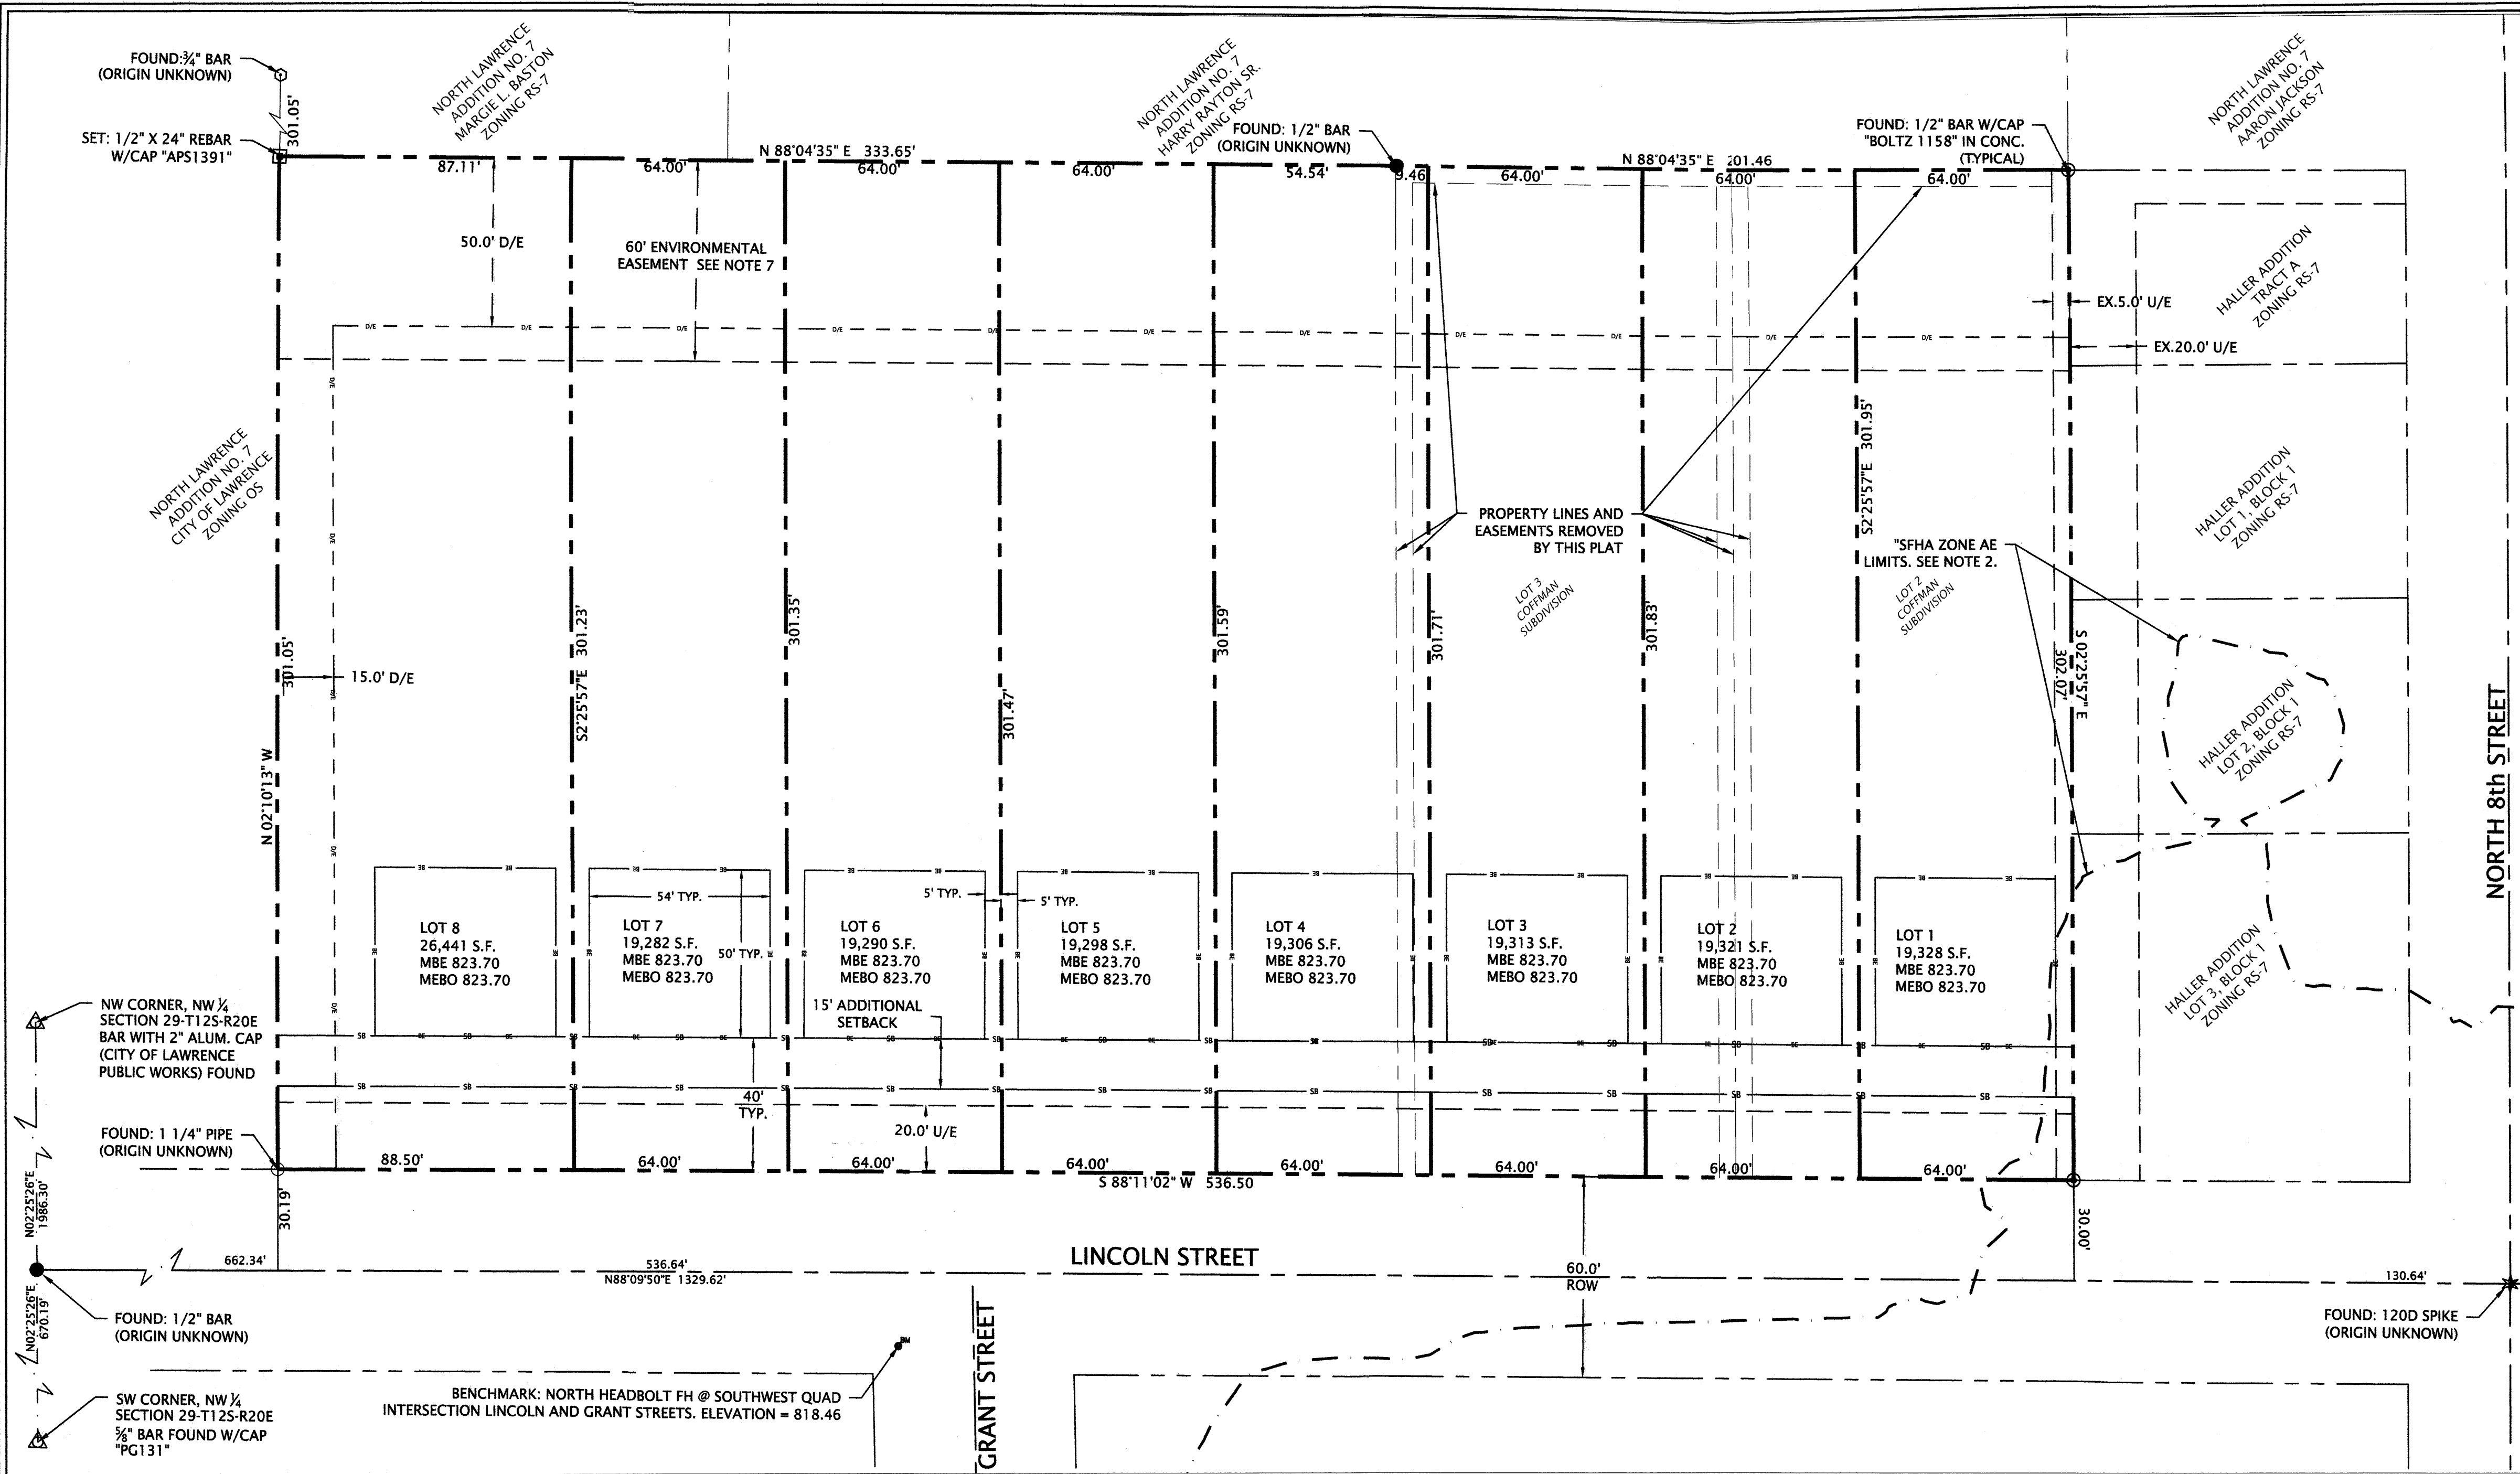 FOUND:¾" BAR
(ORIGIN UNKNOWN)
301.05'
SET: 1/2" X 24" REBAR
W/CAP "APS1391"
NORTH LAWRENCE
ADDITION NO. 7
MARGIE L. BASTON
ZONING RS-7
NORTH LAWRENCE
ADDITION NO. 7
HARRY RAYTON SR.
ZONING RS-7
FOUND: 1/2" BAR
(ORIGIN UNKNOWN)
FOUND: 1/2" BAR W/CAP
"BOLTZ 1158" IN CONC.
(TYPICAL)
NORTH LAWRENCE
ADDITION NO. 7
AARON JACKSON
ZONING RS-7
N 88°04'35" E 333.65'
N 88°04'35" E 201.46
87.11'
64.00'
64.00'
64.00'
54.54'
9.46
64.00'
64.00'
64.00'
50.0' D/E
60' ENVIRONMENTAL
EASEMENT SEE NOTE 7
HALLER ADDITION
TRACT A
ZONING RS-7
EX.5.0' U/E
EX.20.0' U/E
D/E D/E D/E D/E D/E D/E D/E D/E D/E D/E D/E
D/E
D/E
D/E
D/E
D/E
NORTH LAWRENCE
ADDITION NO. 7
CITY OF LAWRENCE
ZONING OS
PROPERTY LINES AND
EASEMENTS REMOVED
BY THIS PLAT
S2°25'57"E 301.95'
"SFHA ZONE AE
LIMITS. SEE NOTE 2.
HALLER ADDITION
LOT 1, BLOCK 1
ZONING RS-7
LOT 3
COFFMAN
SUBDIVISION
LOT 2
COFFMAN
SUBDIVISION
301.05'
15.0' D/E
N 02°10'13" W
S2°25'57"E 301.23'
301.35'
301.47'
301.59'
301.71'
301.83'
S 02°25'57" E
302.07'
HALLER ADDITION
LOT 2, BLOCK 1
ZONING RS-7
NORTH 8th STREET
54' TYP.
50' TYP.
5' TYP.
5' TYP.
LOT 8
26,441 S.F.
MBE 823.70
MEBO 823.70
LOT 7
19,282 S.F.
MBE 823.70
MEBO 823.70
LOT 6
19,290 S.F.
MBE 823.70
MEBO 823.70
LOT 5
19,298 S.F.
MBE 823.70
MEBO 823.70
LOT 4
19,306 S.F.
MBE 823.70
MEBO 823.70
LOT 3
19,313 S.F.
MBE 823.70
MEBO 823.70
LOT 2
19,321 S.F.
MBE 823.70
MEBO 823.70
LOT 1
19,328 S.F.
MBE 823.70
MEBO 823.70
HALLER ADDITION
LOT 3, BLOCK 1
ZONING RS-7
15' ADDITIONAL
SETBACK
NW CORNER, NW ¼
SECTION 29-T12S-R20E
BAR WITH 2" ALUM. CAP
(CITY OF LAWRENCE
PUBLIC WORKS) FOUND
SB SB SB SB SB SB SB SB SB SB SB SB SB SB SB
40'
TYP.
20.0' U/E
FOUND: 1 1/4" PIPE
(ORIGIN UNKNOWN)
88.50'
64.00'
64.00'
64.00'
64.00'
64.00'
64.00'
64.00'
S 88°11'02" W 536.50
N02°25'26"E
1986.30'
30.19'
30.00'
LINCOLN STREET
662.34'
536.64'
N88°09'50"E 1329.62'
60.0'
ROW
130.64'
N02°25'26"E
670.19'
FOUND: 1/2" BAR
(ORIGIN UNKNOWN)
FOUND: 120D SPIKE
(ORIGIN UNKNOWN)
BM
GRANT STREET
BENCHMARK: NORTH HEADBOLT FH @ SOUTHWEST QUAD
INTERSECTION LINCOLN AND GRANT STREETS. ELEVATION = 818.46
SW CORNER, NW ¼
SECTION 29-T12S-R20E
⅝" BAR FOUND W/CAP
"PG131"